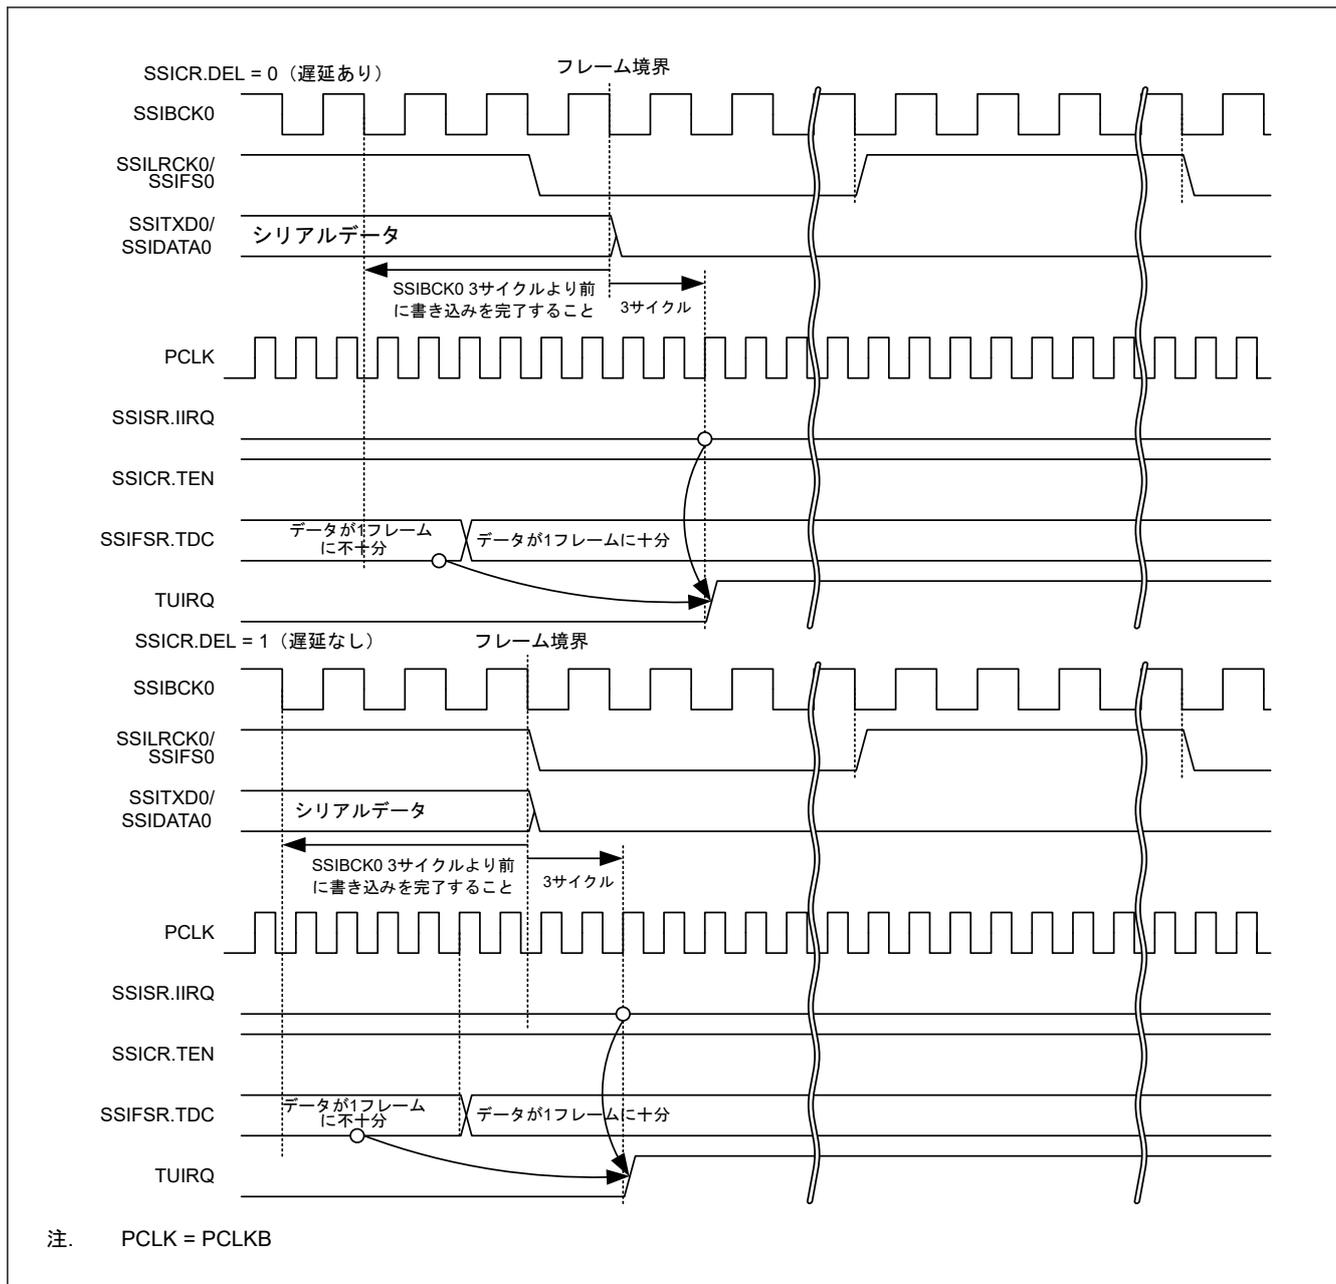 SSICR.DEL = 0（遅延あり）
フレーム境界
SSIBCK0
SSILRCK0/
SSIFS0
SSITXD0/
SSIDATA0
シリアルデータ
SSIBCK0 3サイクルより前
に書き込みを完了すること
3サイクル
PCLK
SSISR.IIRQ
SSICR.TEN
SSIFSR.TDC
データが1フレーム
に不十分
データが1フレームに十分
TUIRQ
SSICR.DEL = 1（遅延なし）
フレーム境界
SSIBCK0
SSILRCK0/
SSIFS0
SSITXD0/
SSIDATA0
シリアルデータ
SSIBCK0 3サイクルより前
に書き込みを完了すること
3サイクル
PCLK
SSISR.IIRQ
SSICR.TEN
SSIFSR.TDC
データが1フレーム
に不十分
データが1フレームに十分
TUIRQ
注. PCLK = PCLKB